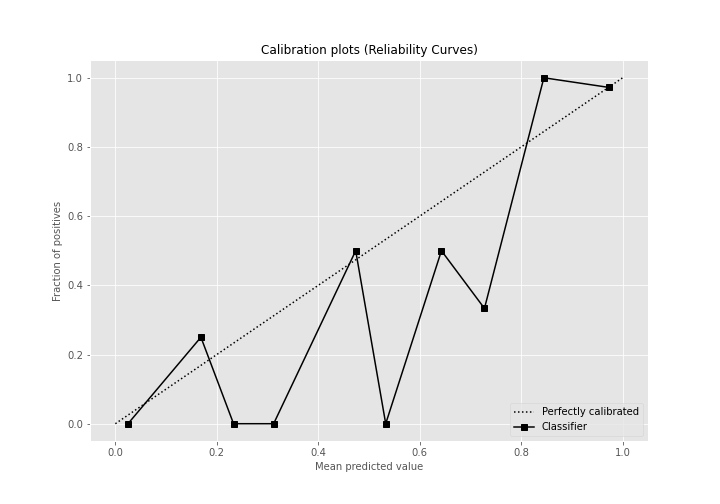 Calibration plots (Reliability Curves)
1.0
0.8
0.6
0.4
0.2
0.0
Fraction of positives
0.0 0.2 0.4 0.6 0.8 1.0
Mean predicted value
Perfectly calibrated
Classifier